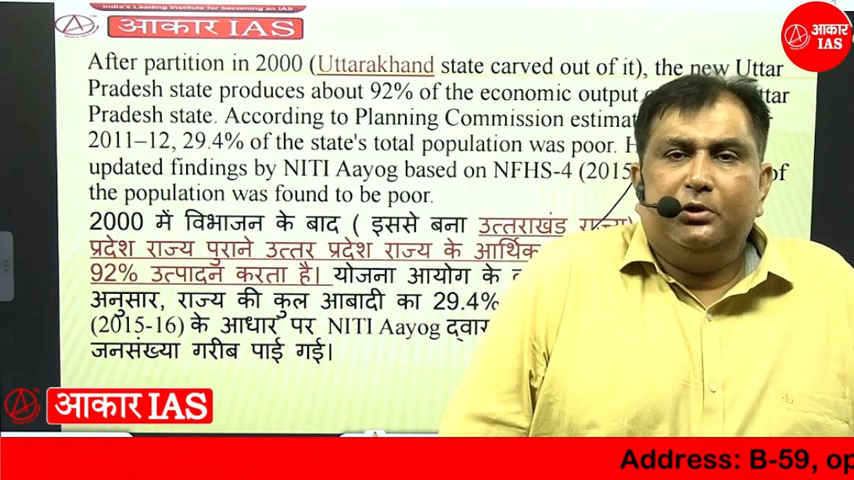 India's Leading Institute for becoming an IAS
आकार IAS
आकार
IAS
After partition in 2000 (Uttarakhand state carved out of it), the new Uttar
Pradesh state produces about 92% of the economic output
Pradesh state. According to Planning Commission
2011–12, 29.4% of the state's total population was poor.
updated findings by NITI Aayog based on NFHS-4 (2015 of
the population was found to be poor.
2000 में विभाजन के बाद ( इससे बना उत्तराखंड
प्रदेश राज्य पुराने उत्तर प्रदेश राज्य के आर्थिक
92% उत्पादन करता है। योजना आयोग के
अनुसार, राज्य की कुल आबादी का 29.4%
(2015-16) के आधार पर NITI Aayog
जनसंख्या गरीब पाई गई।
आकार IAS
Address: B-59,